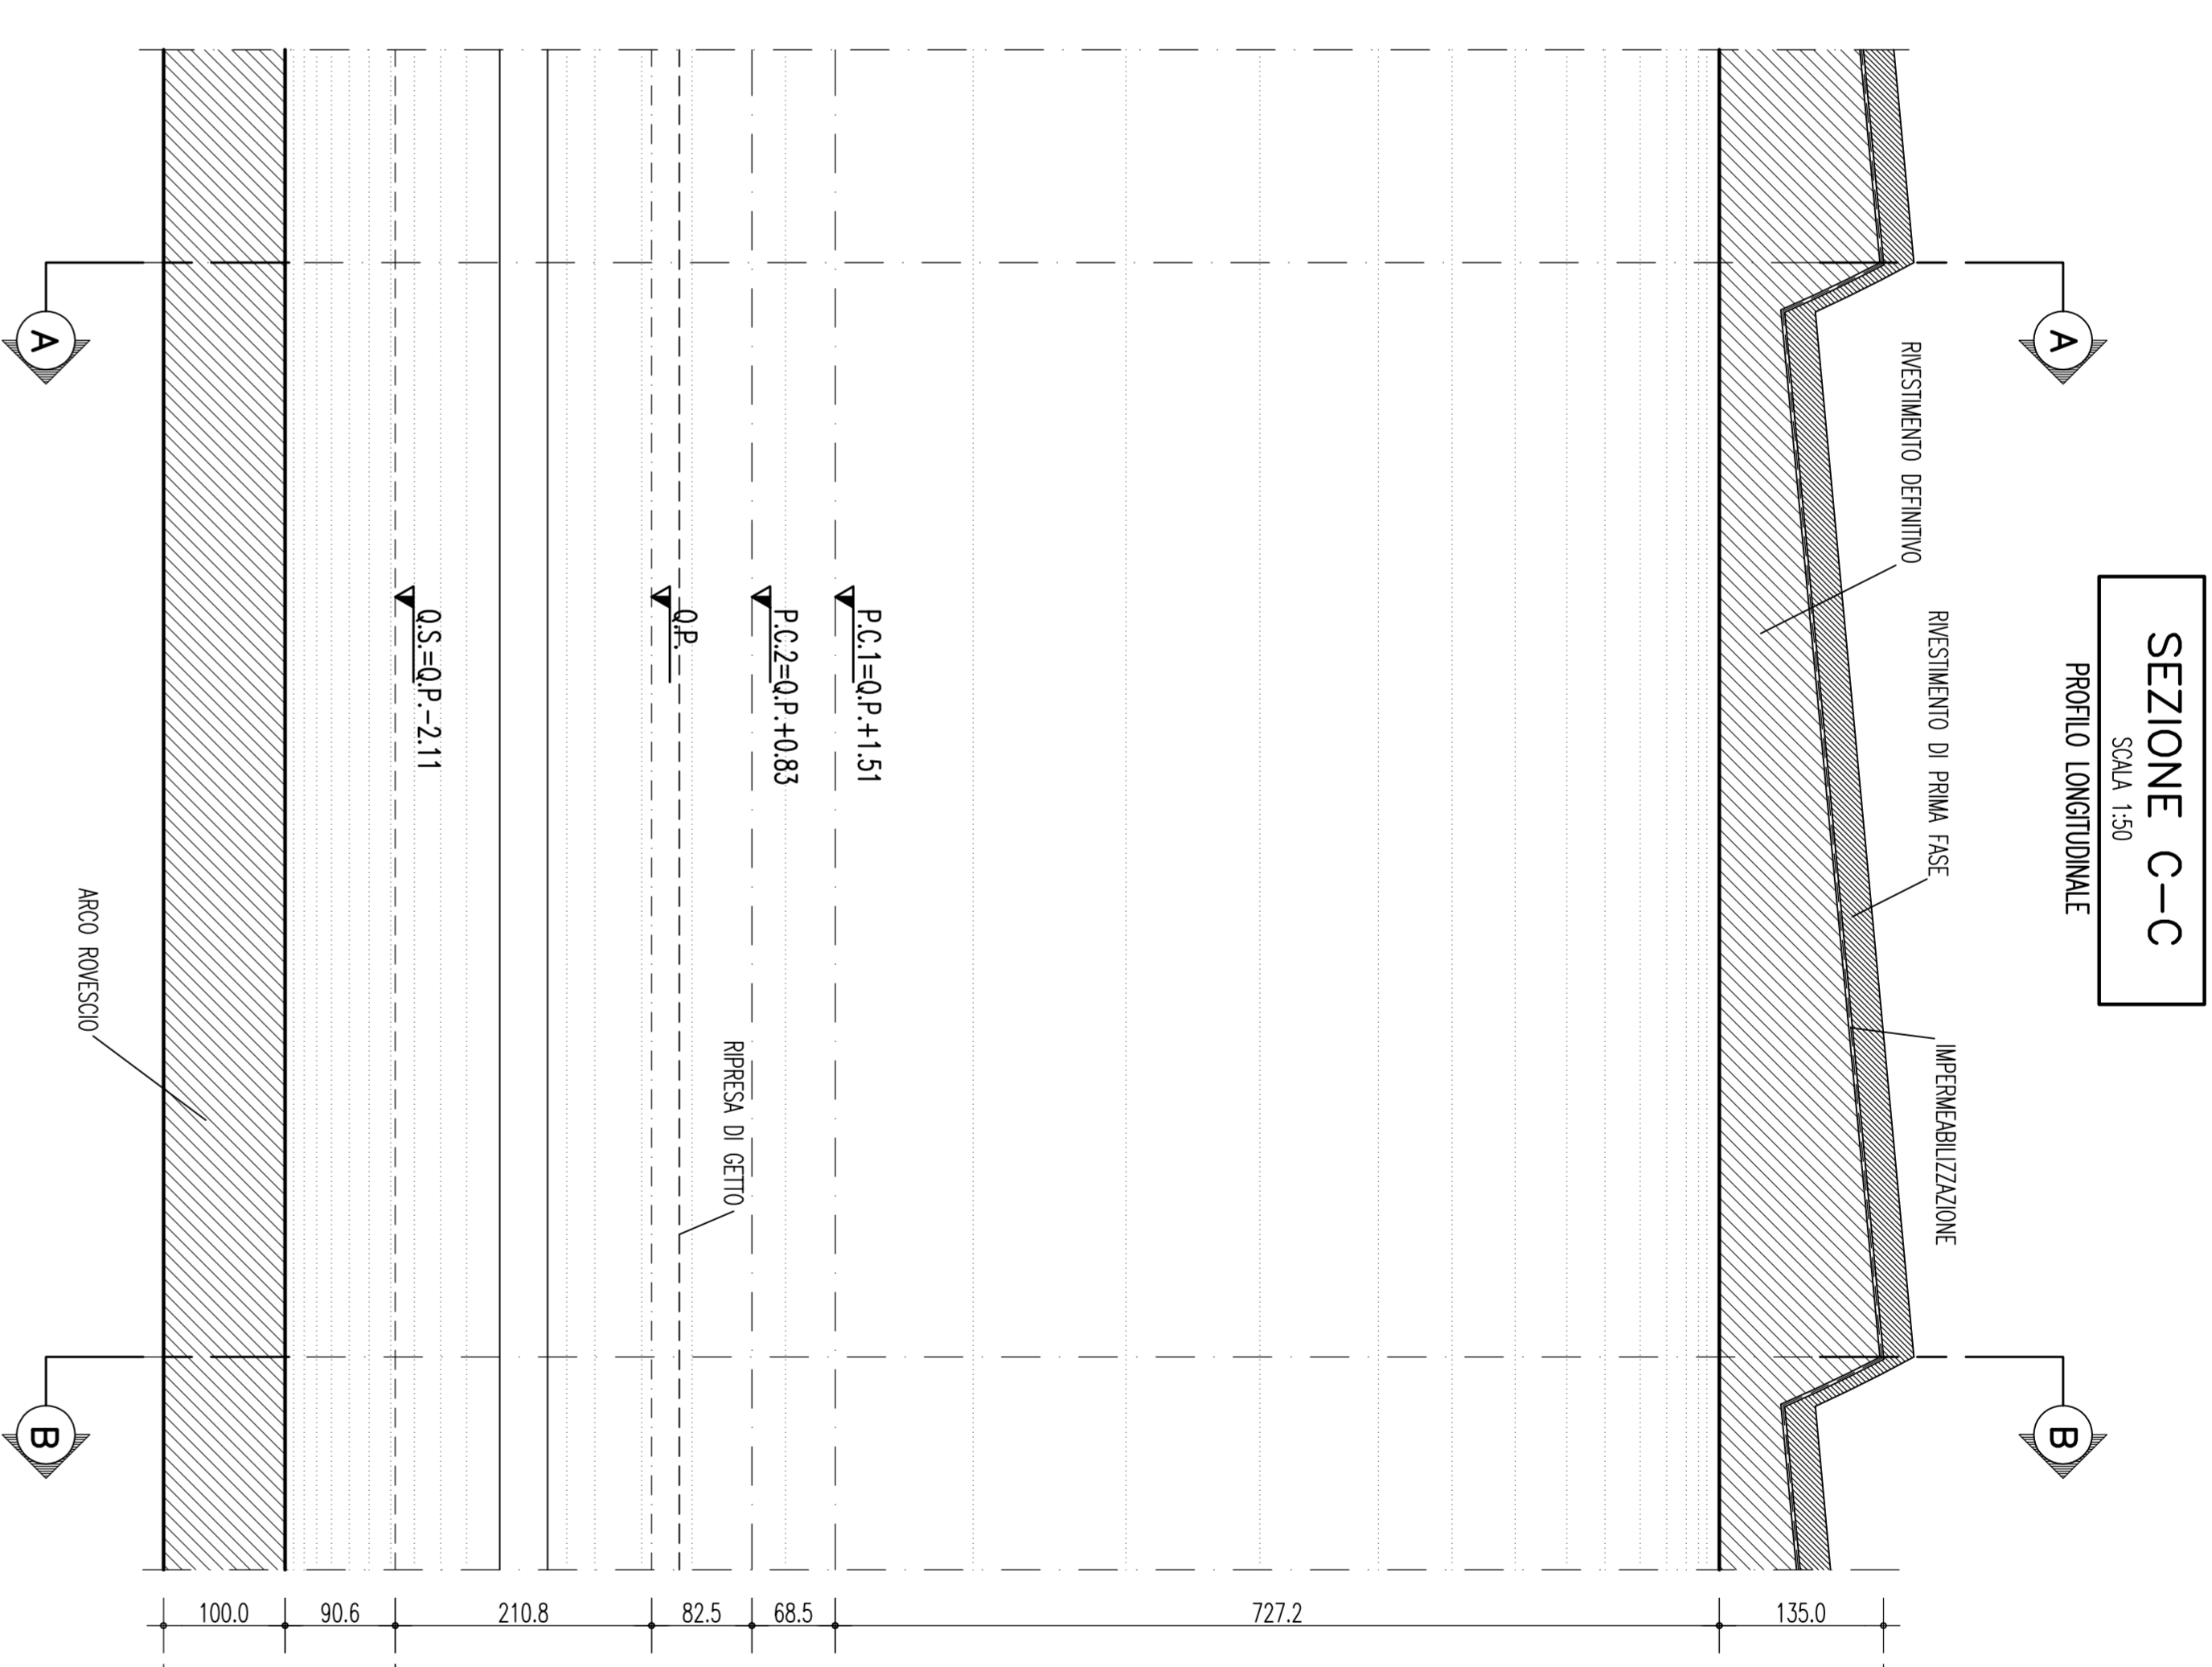 SEZIONE C-C
SCALA 1:50
PROFILO LONGITUDINALE
A
B
RIVESTIMENTO DEFINITIVO
RIVESTIMENTO DI PRIMA FASE
IMPERMEABILIZZAZIONE
P.C.1=Q.P.+1.51
P.C.2=Q.P.+0.83
Q.P.
RIPRESA DI GETTO
Q.S.=Q.P.-2.11
ARCO ROVESCIO
A
B
135.0
727.2
68.5
82.5
210.8
90.6
100.0